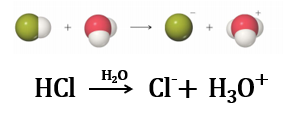 + → − + +
HCl H₂O→ Cl⁻ + H₃O⁺